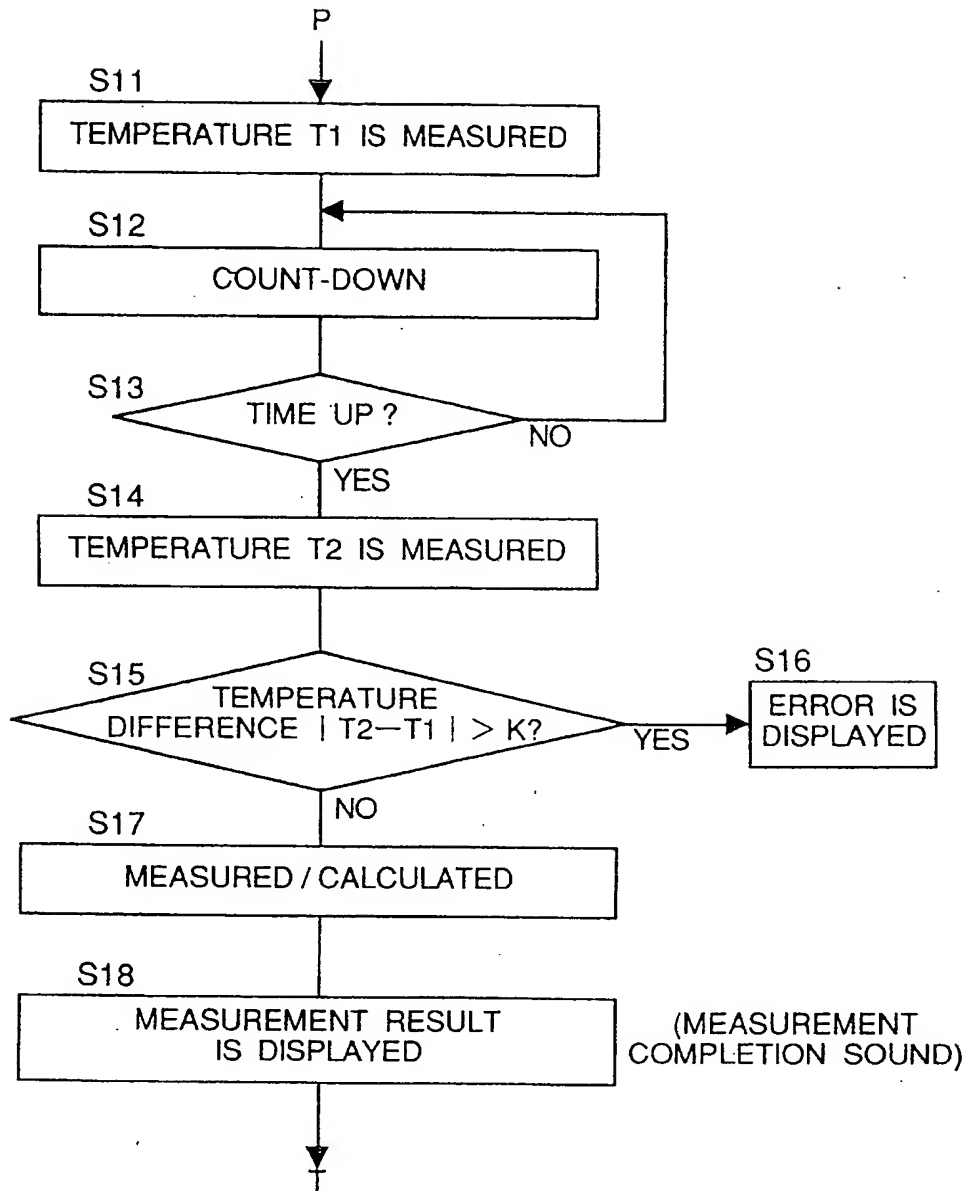 P
S11
TEMPERATURE T1 IS MEASURED
S12
COUNT-DOWN
S13
TIME UP ?
NO
YES
S14
TEMPERATURE T2 IS MEASURED
S15
TEMPERATURE
DIFFERENCE | T2−T1 | > K?
YES
S16
ERROR IS
DISPLAYED
NO
S17
MEASURED / CALCULATED
S18
MEASUREMENT RESULT
IS DISPLAYED
(MEASUREMENT
COMPLETION SOUND)